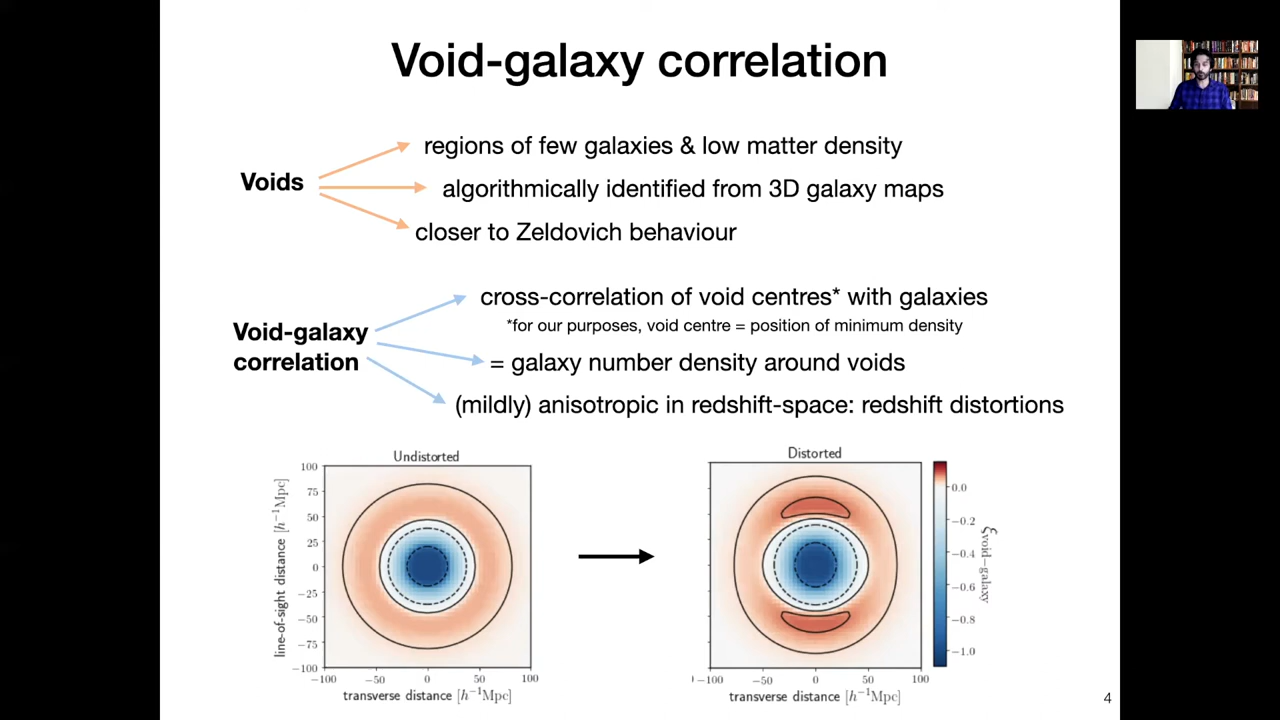 Void-galaxy correlation
Voids
regions of few galaxies & low matter density
algorithmically identified from 3D galaxy maps
closer to Zeldovich behaviour
Void-galaxy
correlation
cross-correlation of void centres* with galaxies
*for our purposes, void centre = position of minimum density
= galaxy number density around voids
(mildly) anisotropic in redshift-space: redshift distortions
Undistorted
line-of-sight distance [h⁻¹Mpc]
100
75
50
25
0
−25
−50
−75
−100
−100 −50 0 50 100
transverse distance [h⁻¹Mpc]
Distorted
−100 −50 0 50 100
transverse distance [h⁻¹Mpc]
0.0
−0.2
−0.4
−0.6
−0.8
−1.0
ξvoid−galaxy
4